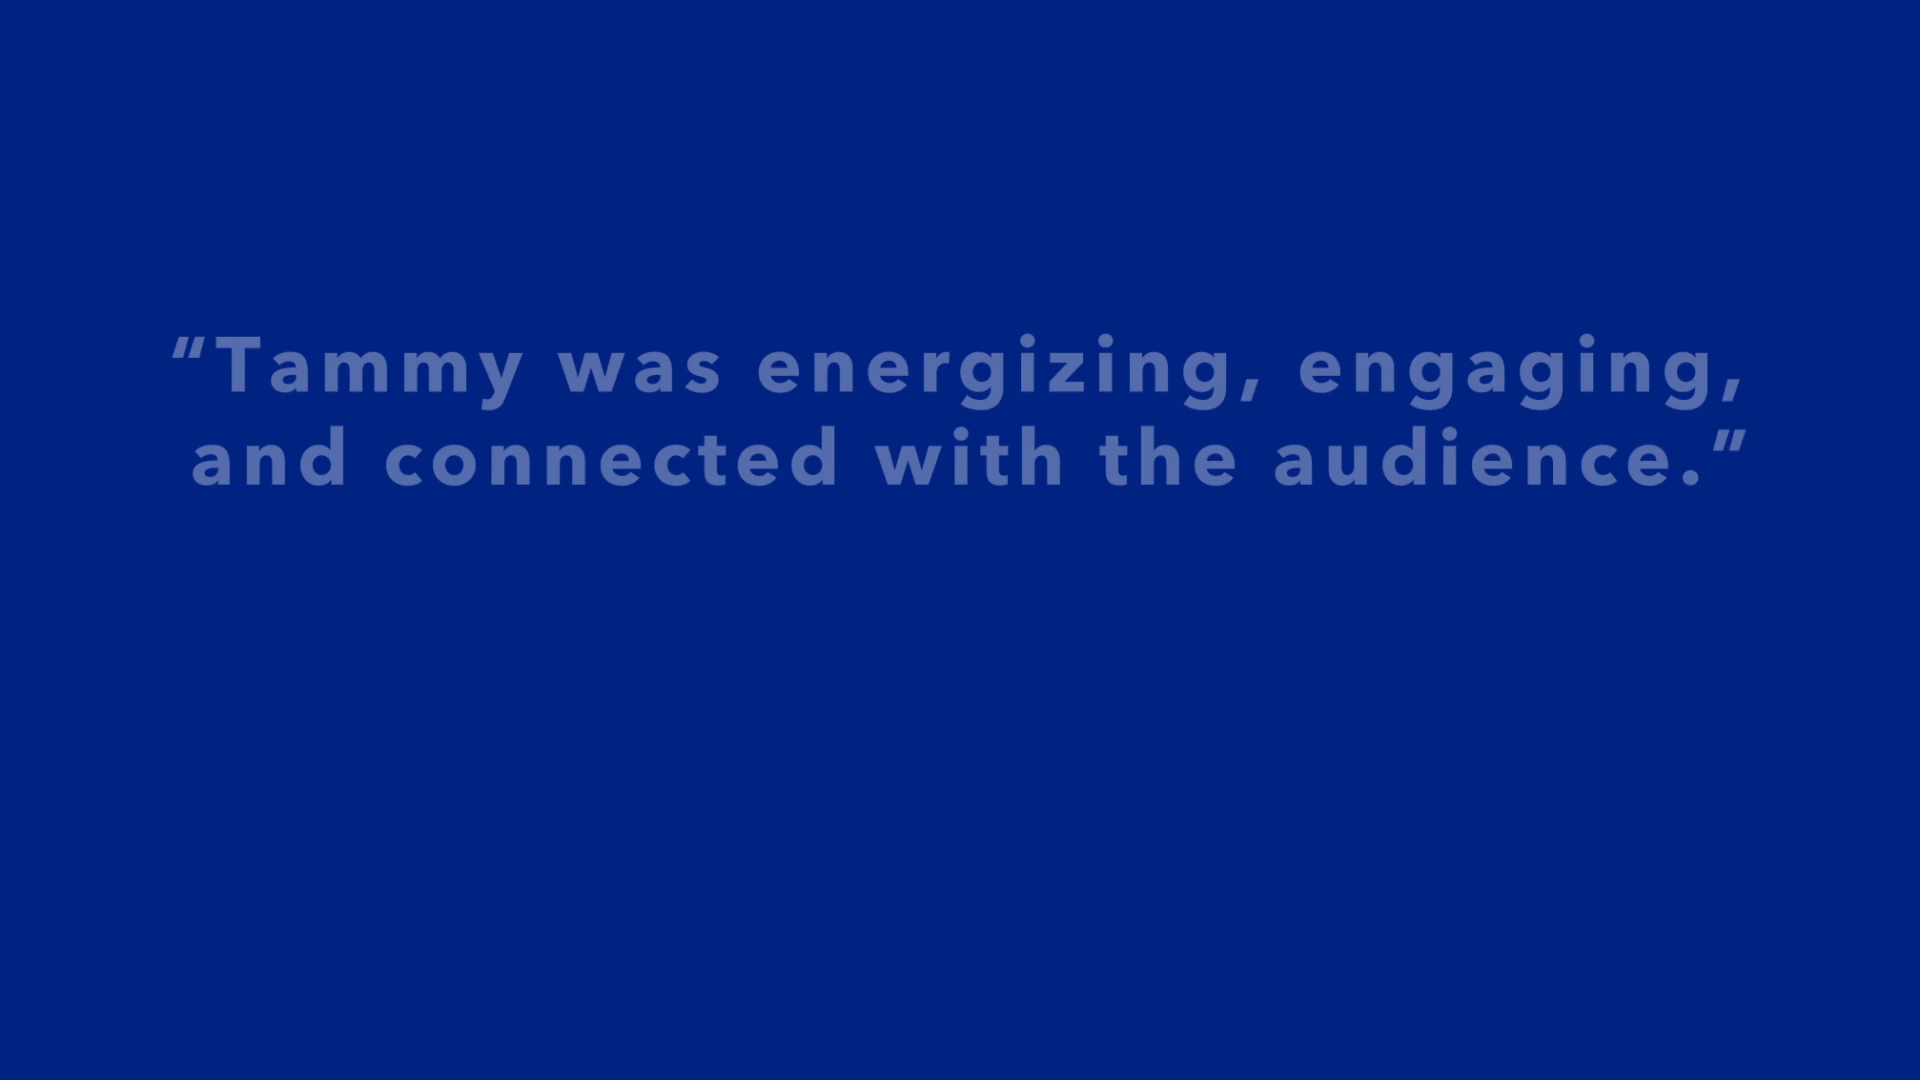 “Tammy was energizing, engaging,
and connected with the audience.”